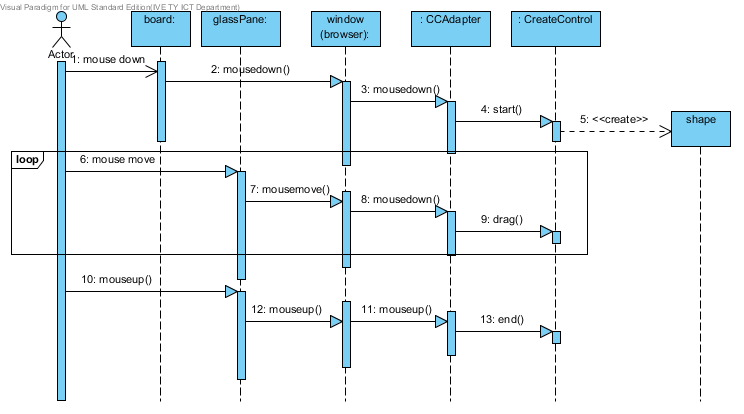 Visual Paradigm for UML Standard Edition(IVE TY ICT Department)
board:
glassPane:
window
(browser):
: CCAdapter
: CreateControl
Actor
1: mouse down
2: mousedown()
3: mousedown()
4: start()
5: <<create>>
shape
loop
6: mouse move
7: mousemove()
8: mousedown()
9: drag()
10: mouseup()
12: mouseup()
11: mouseup()
13: end()